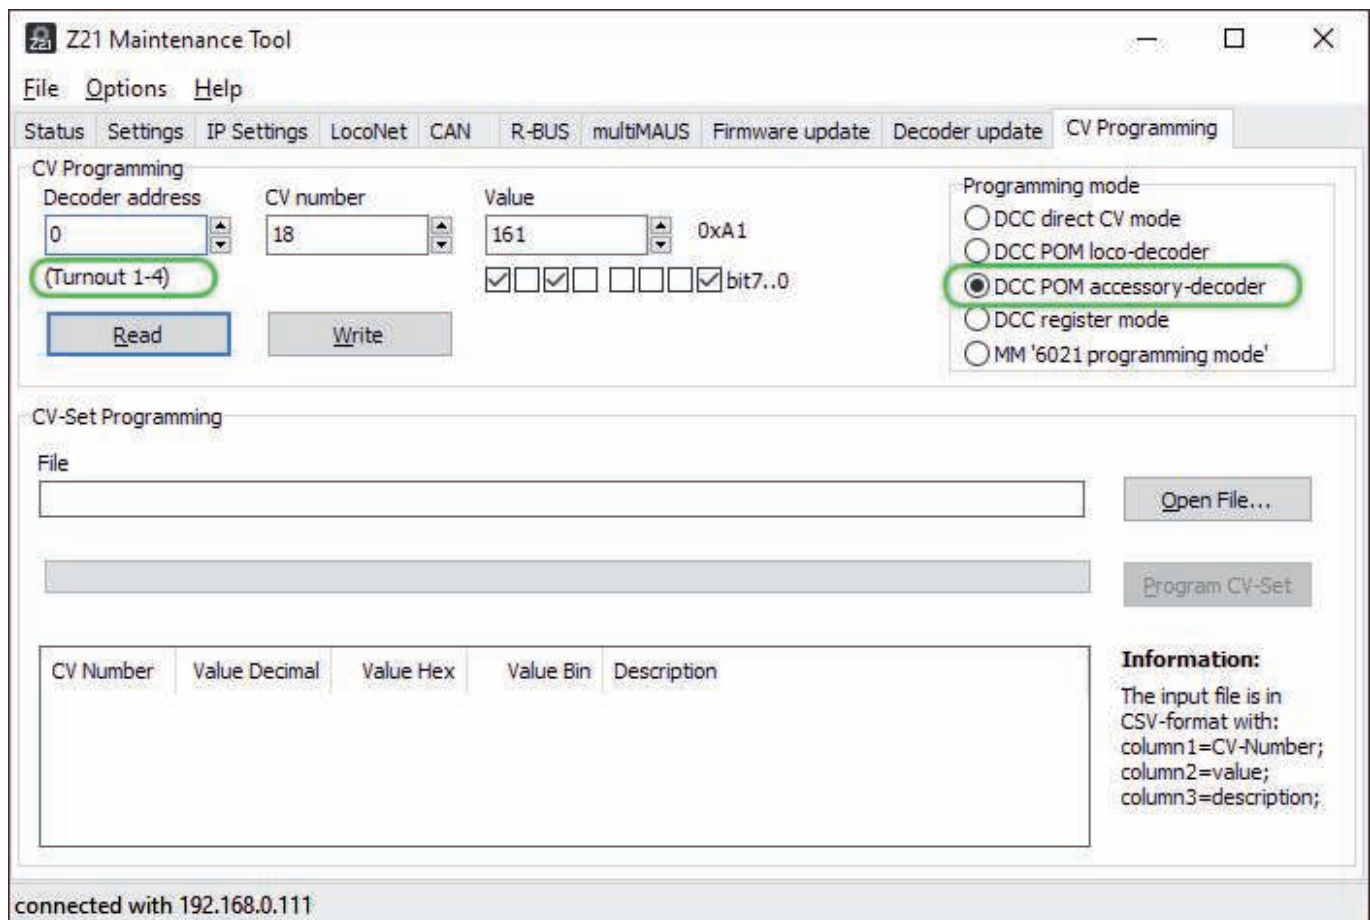 Z21 Maintenance Tool
File Options Help
Status Settings IP Settings LocoNet CAN R-BUS multiMAUS Firmware update Decoder update CV Programming
CV Programming
Decoder address CV number Value
0 18 161 0xA1
(Turnout 1-4)
bit7..0
Read Write
Programming mode
DCC direct CV mode
DCC POM loco-decoder
DCC POM accessory-decoder
DCC register mode
MM '6021 programming mode'
CV-Set Programming
File
Open File...
Program CV-Set
CV Number Value Decimal Value Hex Value Bin Description
Information:
The input file is in
CSV-format with:
column1=CV-Number;
column2=value;
column3=description;
connected with 192.168.0.111